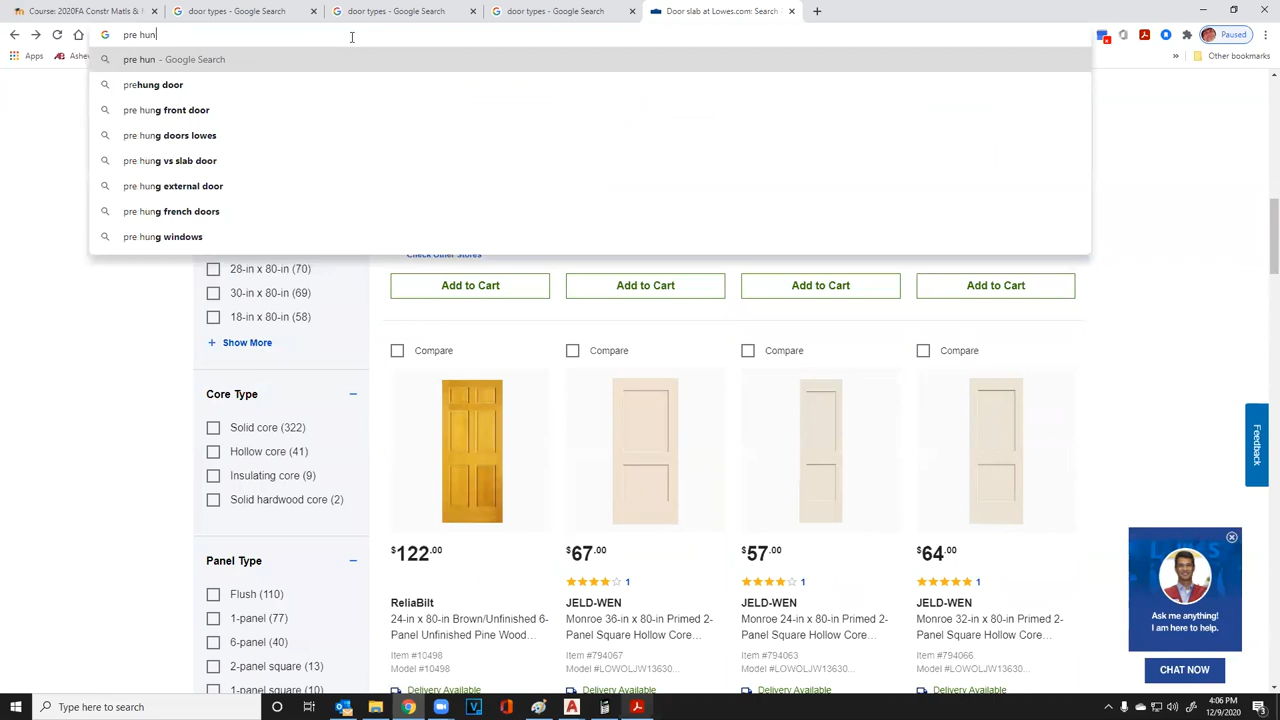 2020FA Constr Matls &
door types - Google Search
door types - Google Search
door types - Google Search
Door slab at Lowes.com: Search
pre hun
Paused
Apps
Ashe
Other bookmarks
pre hun - Google Search
prehung door
pre hung front door
pre hung doors lowes
pre hung vs slab door
pre hung external door
pre hung french doors
pre hung windows
Check Other Stores
28-in x 80-in (70)
30-in x 80-in (69)
18-in x 80-in (58)
+ Show More
Add to Cart
Add to Cart
Add to Cart
Add to Cart
Compare
Compare
Compare
Compare
Core Type
Solid core (322)
Hollow core (41)
Insulating core (9)
Solid hardwood core (2)
Panel Type
Flush (110)
1-panel (77)
6-panel (40)
2-panel square (13)
1-panel square (10)
$122.00
ReliaBilt
24-in x 80-in Brown/Unfinished 6-
Panel Unfinished Pine Wood...
Item #10498
Model #10498
Delivery Available
$67.00
1
JELD-WEN
Monroe 36-in x 80-in Primed 2-
Panel Square Hollow Core...
Item #794067
Model #LOWOLJW13630...
Delivery Available
$57.00
1
JELD-WEN
Monroe 24-in x 80-in Primed 2-
Panel Square Hollow Core...
Item #794063
Model #LOWOLJW13630...
Delivery Available
$64.00
1
JELD-WEN
Monroe 32-in x 80-in Primed 2-
Panel Square Hollow Core...
Item #794066
Model #LOWOLJW13630...
Delivery Available
Feedback
Ask me anything!
I am here to help.
CHAT NOW
Type here to search
4:06 PM
12/9/2020